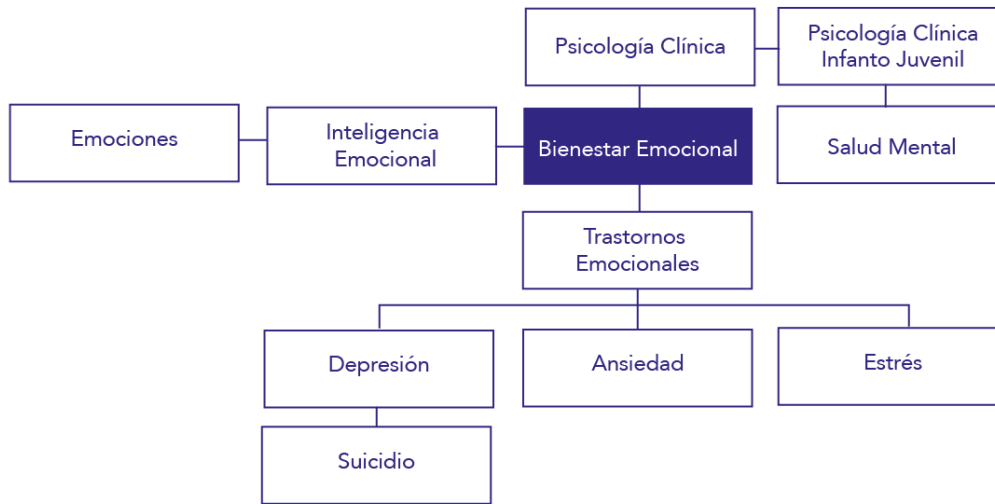 Psicología Clínica
Psicología Clínica
Infanto Juvenil
Emociones
Inteligencia
Emocional
Bienestar Emocional
Salud Mental
Trastornos
Emocionales
Depresión
Ansiedad
Estrés
Suicidio